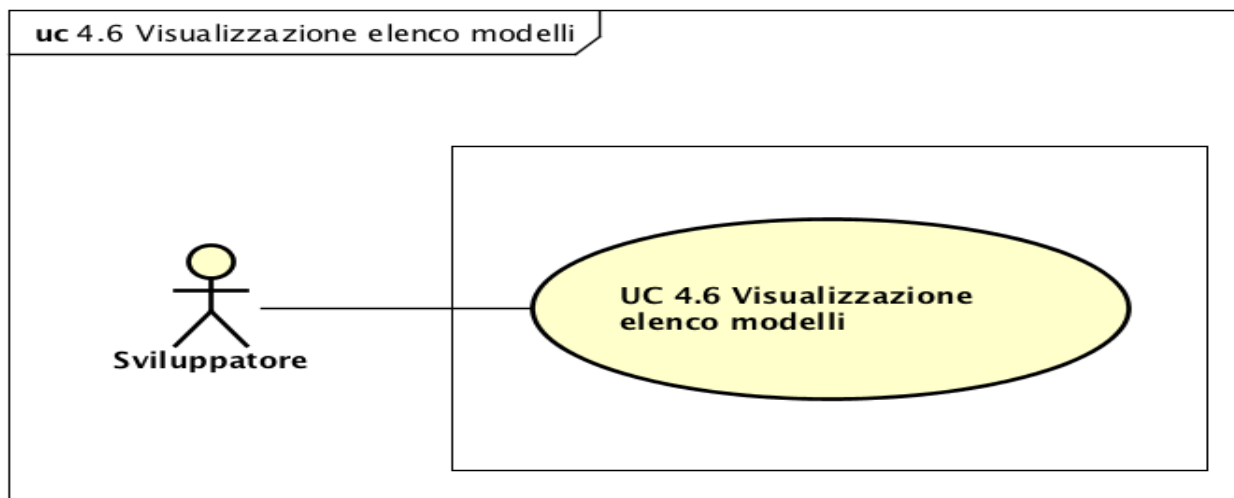 uc 4.6 Visualizzazione elenco modelli
UC 4.6 Visualizzazione
elenco modelli
Sviluppatore